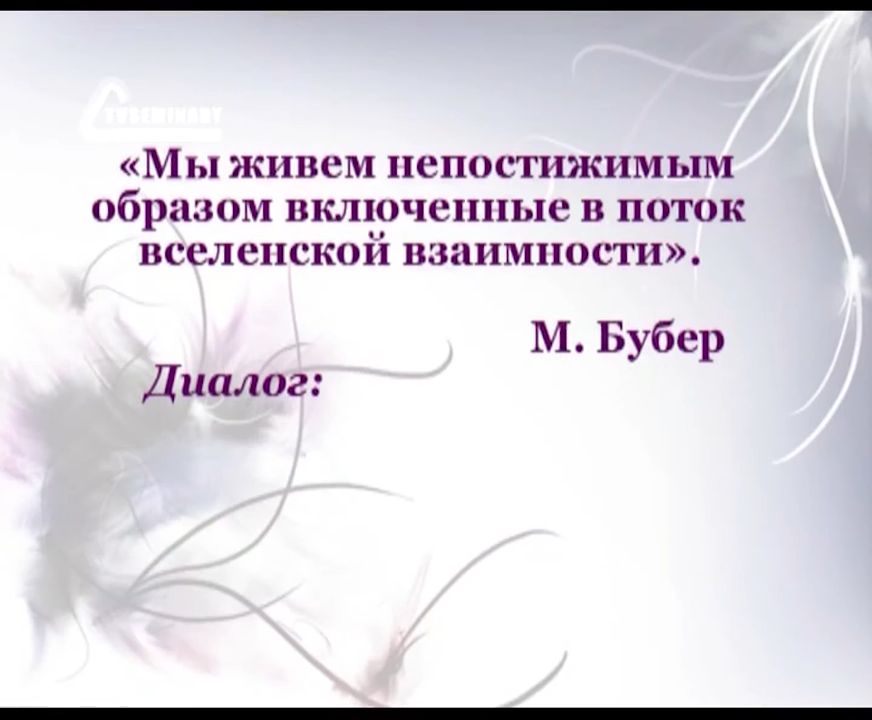 «Мы живем непостижимым
образом включенные в поток
вселенской взаимности».
М. Бубер
Диалог: